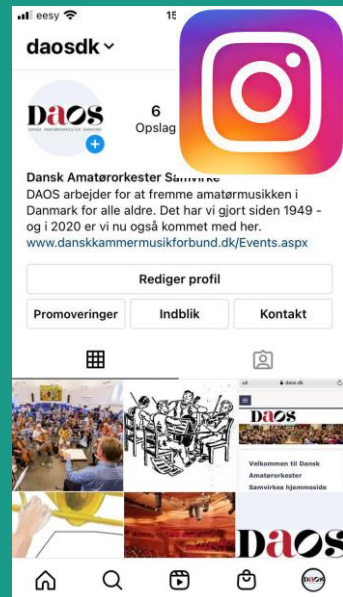 eesy
15
daosdk
DAOS
DANSK AMATØRORKESTER SAMVIRKE
6
Opslag
Dansk Amatørorkester Samvirke
DAOS arbejder for at fremme amatørmusikken i
Danmark for alle aldre. Det har vi gjort siden 1949 -
og i 2020 er vi nu også kommet med her.
www.danskkammermusikforbund.dk/Events.aspx
Rediger profil
Promoveringer
Indblik
Kontakt
AA daos.dk
DAOS
Velkommen til Dansk
Amatørorkester
Samvirkes hjemmeside
DAOS
DAOS